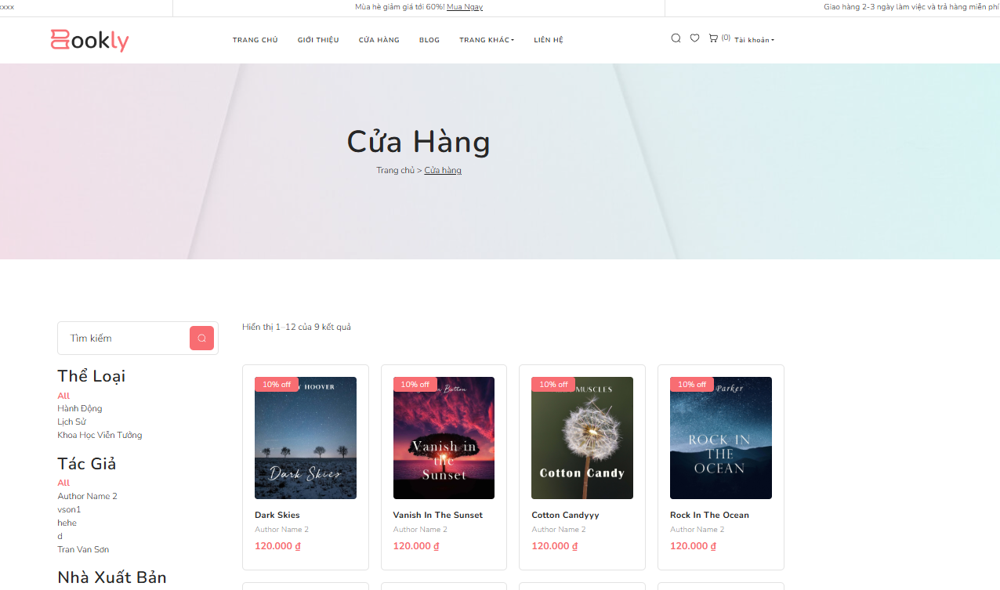 xxxx
Mùa hè giảm giá tới 60%! Mua Ngay
Giao hàng 2-3 ngày làm việc và trả hàng miễn phí
Bookly
TRANG CHỦ GIỚI THIỆU CỬA HÀNG BLOG TRANG KHÁC LIÊN HỆ
(0) Tài khoản
Cửa Hàng
Trang chủ > Cửa hàng
Tìm kiếm
Hiển thị 1–12 của 9 kết quả
Thể Loại
All
Hành Động
Lịch Sử
Khoa Học Viễn Tưởng
Tác Giả
All
Author Name 2
vson1
hehe
d
Tran Van Sơn
Nhà Xuất Bản
10% off
HOOVER
Dark Skies
Dark Skies
Author Name 2
120.000 ₫
10% off
Button
Vanish in
the
Sunset
Vanish In The Sunset
Author Name 2
120.000 ₫
10% off
MUSCLES
Cotton Candy
Cotton Candyyy
Author Name 2
120.000 ₫
10% off
Parker
ROCK IN
THE
OCEAN
Rock In The Ocean
Author Name 2
120.000 ₫